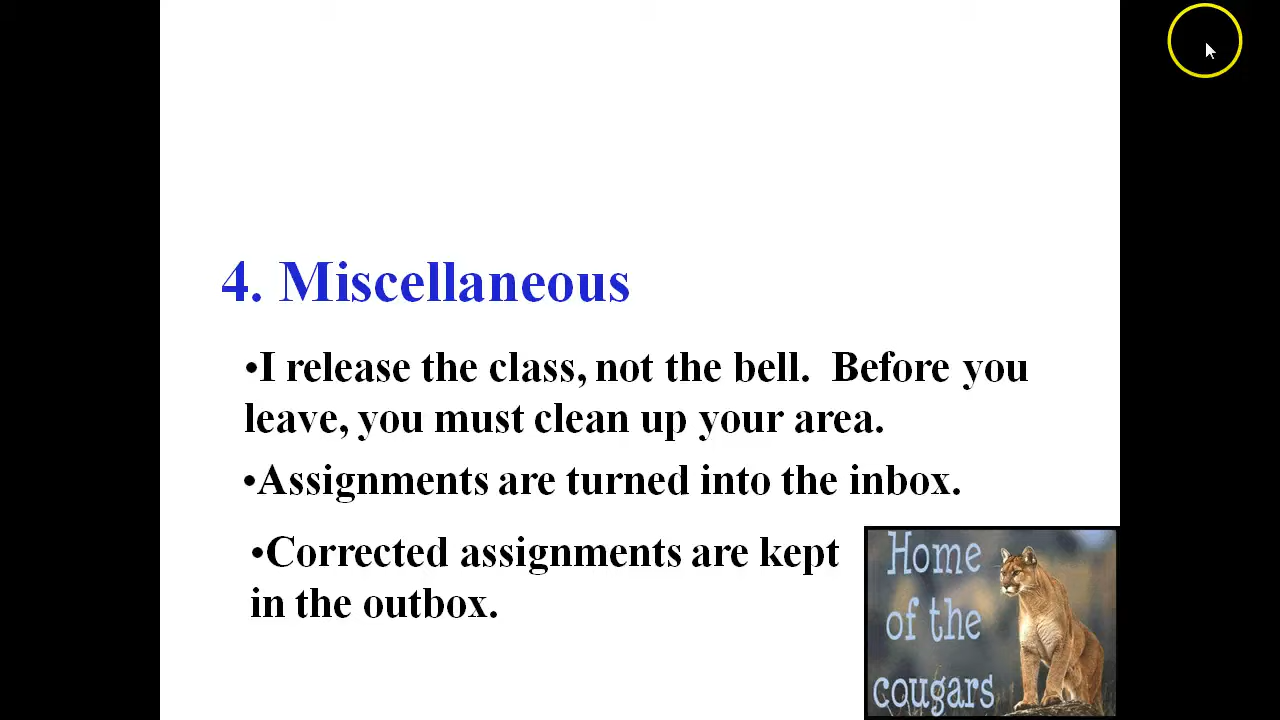 4. Miscellaneous
•I release the class, not the bell.  Before you
leave, you must clean up your area.
•Assignments are turned into the inbox.
•Corrected assignments are kept
in the outbox.
Home
of the
cougars